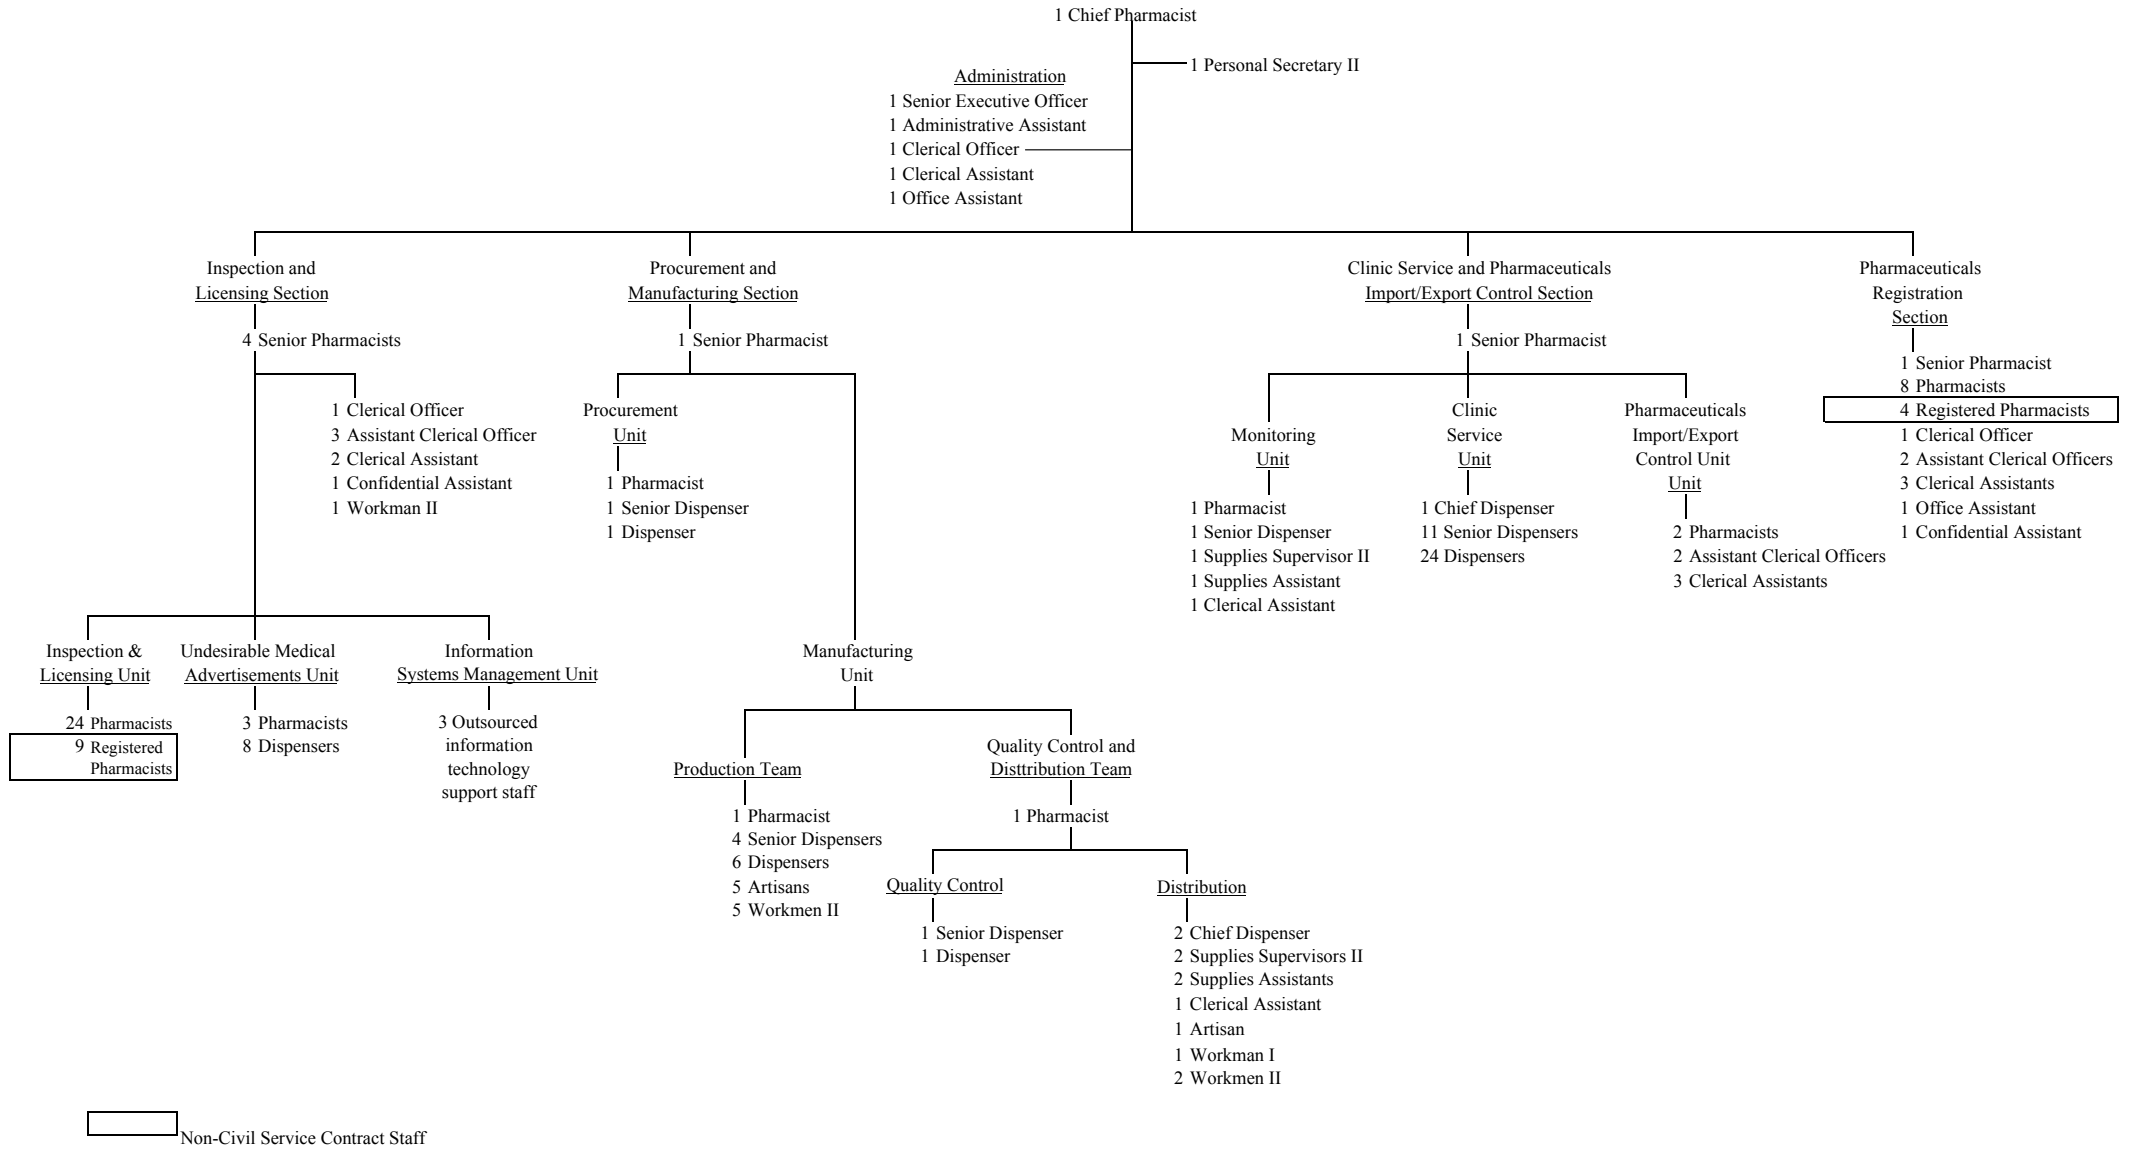 1 Chief Pharmacist
1 Personal Secretary II
Administration
1 Senior Executive Officer
1 Administrative Assistant
1 Clerical Officer
1 Clerical Assistant
1 Office Assistant
Inspection and
Licensing Section
4 Senior Pharmacists
1 Clerical Officer
3 Assistant Clerical Officer
2 Clerical Assistant
1 Confidential Assistant
1 Workman II
Inspection &
Licensing Unit
24 Pharmacists
9 Registered
Pharmacists
Undesirable Medical
Advertisements Unit
3 Pharmacists
8 Dispensers
Information
Systems Management Unit
3 Outsourced
information
technology
support staff
Procurement and
Manufacturing Section
1 Senior Pharmacist
Procurement
Unit
1 Pharmacist
1 Senior Dispenser
1 Dispenser
Manufacturing
Unit
Production Team
1 Pharmacist
4 Senior Dispensers
6 Dispensers
5 Artisans
5 Workmen II
Quality Control and
Disttribution Team
1 Pharmacist
Quality Control
1 Senior Dispenser
1 Dispenser
Distribution
2 Chief Dispenser
2 Supplies Supervisors II
2 Supplies Assistants
1 Clerical Assistant
1 Artisan
1 Workman I
2 Workmen II
Clinic Service and Pharmaceuticals
Import/Export Control Section
1 Senior Pharmacist
Monitoring
Unit
1 Pharmacist
1 Senior Dispenser
1 Supplies Supervisor II
1 Supplies Assistant
1 Clerical Assistant
Clinic
Service
Unit
1 Chief Dispenser
11 Senior Dispensers
24 Dispensers
Pharmaceuticals
Import/Export
Control Unit
Unit
2 Pharmacists
2 Assistant Clerical Officers
3 Clerical Assistants
Pharmaceuticals
Registration
Section
1 Senior Pharmacist
8 Pharmacists
4 Registered Pharmacists
1 Clerical Officer
2 Assistant Clerical Officers
3 Clerical Assistants
1 Office Assistant
1 Confidential Assistant
Non-Civil Service Contract Staff